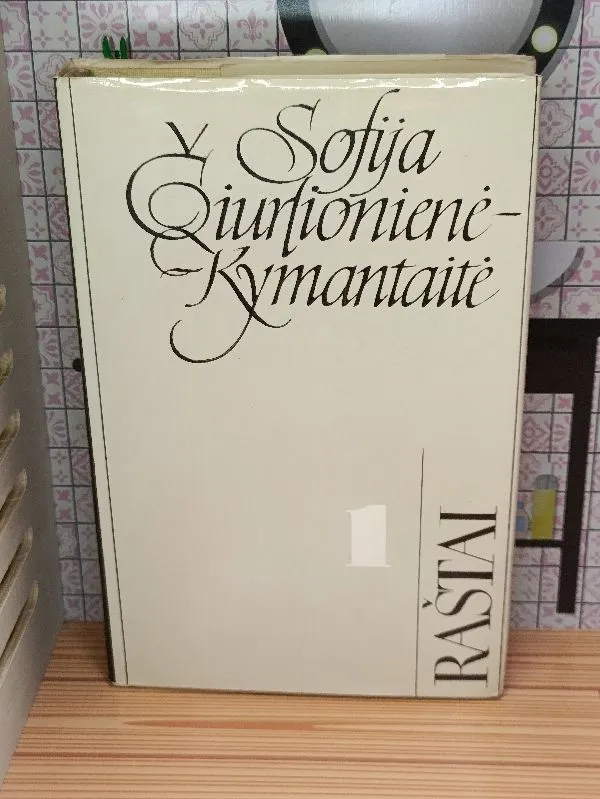 Sofija
Čiurlionienė-
-Kymantaitė
1
RAŠTAI